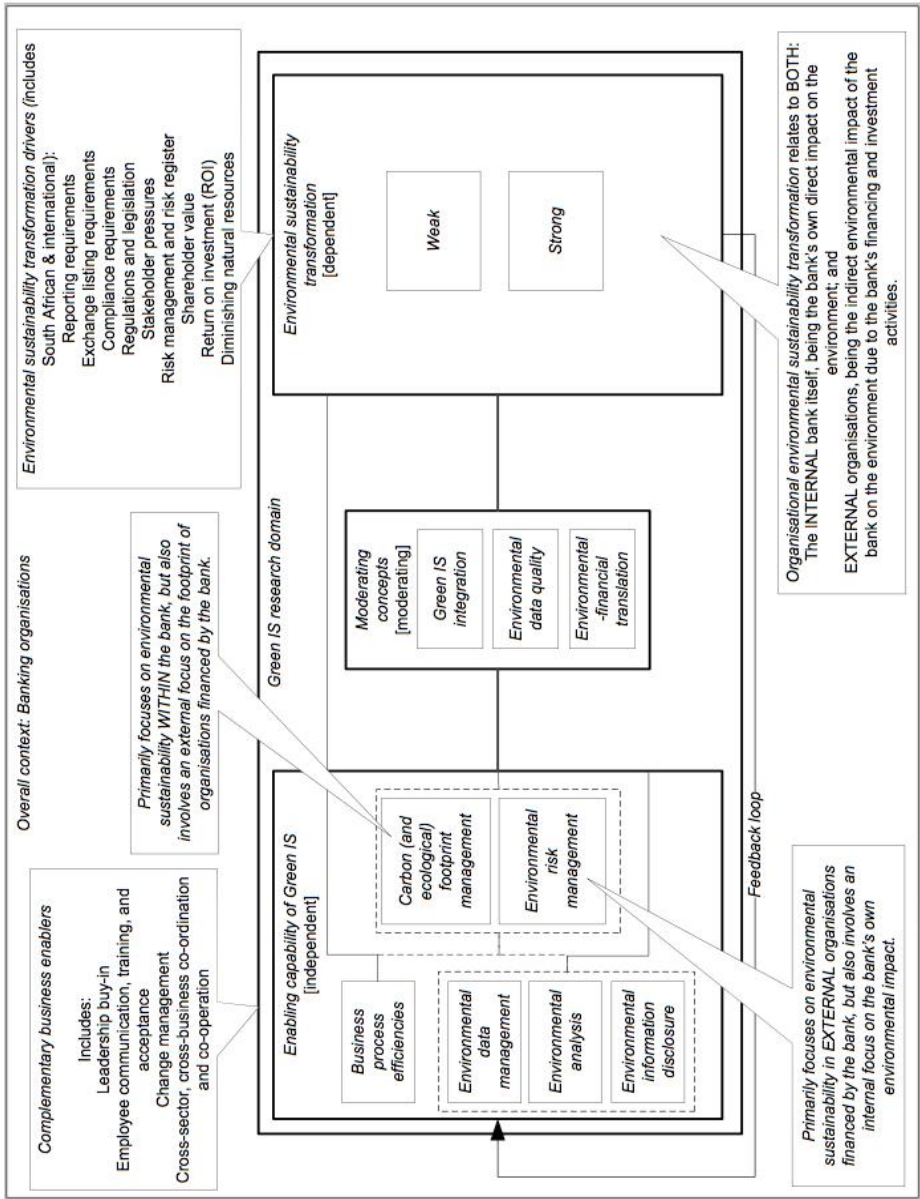 Overall context: Banking organisations
Complementary business enablers
Includes:
Leadership buy-in
Employee communication, training, and
acceptance
Change management
Cross-sector, cross-business co-ordination
and co-operation
Primarily focuses on environmental
sustainability WITHIN the bank, but also
involves an external focus on the footprint of
organisations financed by the bank.
Environmental sustainability transformation drivers (includes
South African & international):
Reporting requirements
Exchange listing requirements
Compliance requirements
Regulations and legislation
Stakeholder pressures
Risk management and risk register
Shareholder value
Return on investment (ROI)
Diminishing natural resources
Green IS research domain
Enabling capability of Green IS
[independent]
Business
process
efficiencies
Environmental
data
management
Environmental
analysis
Environmental
information
disclosure
Carbon (and
ecological)
footprint
management
Environmental
risk
management
Moderating
concepts
[moderating]
Green IS
integration
Environmental
data quality
Environmental
-financial
translation
Environmental sustainability
transformation
[dependent]
Weak
Strong
Feedback loop
Primarily focuses on environmental
sustainability in EXTERNAL organisations
financed by the bank, but also involves an
internal focus on the bank's own
environmental impact.
Organisational environmental sustainability transformation relates to BOTH:
The INTERNAL bank itself, being the bank's own direct impact on the
environment; and
EXTERNAL organisations, being the indirect environmental impact of the
bank on the environment due to the bank's financing and investment
activities.